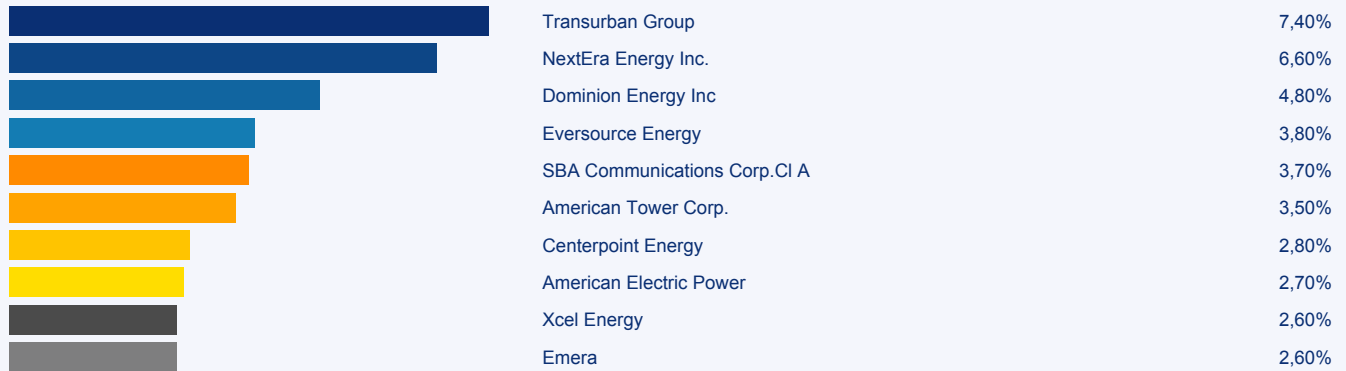 Transurban Group 7,40%
NextEra Energy Inc. 6,60%
Dominion Energy Inc 4,80%
Eversource Energy 3,80%
SBA Communications Corp.Cl A 3,70%
American Tower Corp. 3,50%
Centerpoint Energy 2,80%
American Electric Power 2,70%
Xcel Energy 2,60%
Emera 2,60%